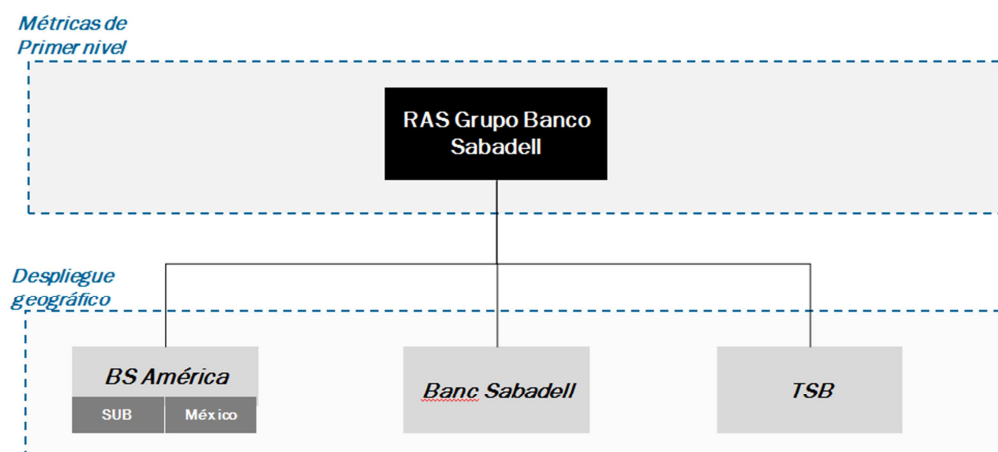 Métricas de
Primer nivel
RAS Grupo Banco
Sabadell
Despliegue
geográfico
BS América
SUB
México
Banc Sabadell
TSB